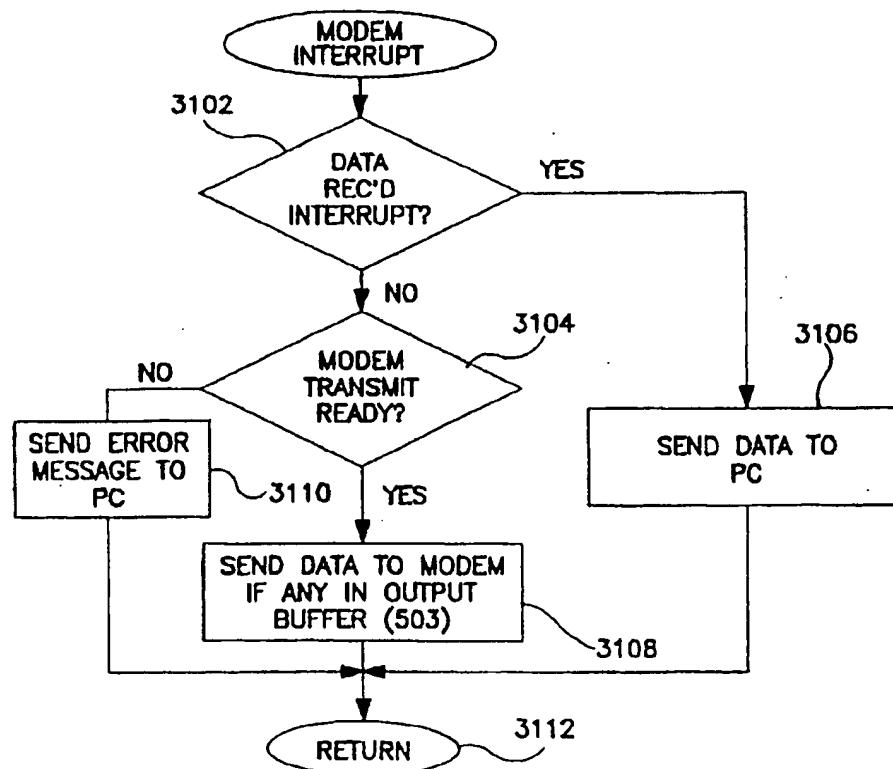 MODEM
INTERRUPT
3102
DATA
REC'D
INTERRUPT?
YES
NO
3104
MODEM
TRANSMIT
READY?
NO
3106
SEND DATA TO
PC
SEND ERROR
MESSAGE TO
PC
3110
YES
SEND DATA TO MODEM
IF ANY IN OUTPUT
BUFFER (503)
3108
RETURN
3112